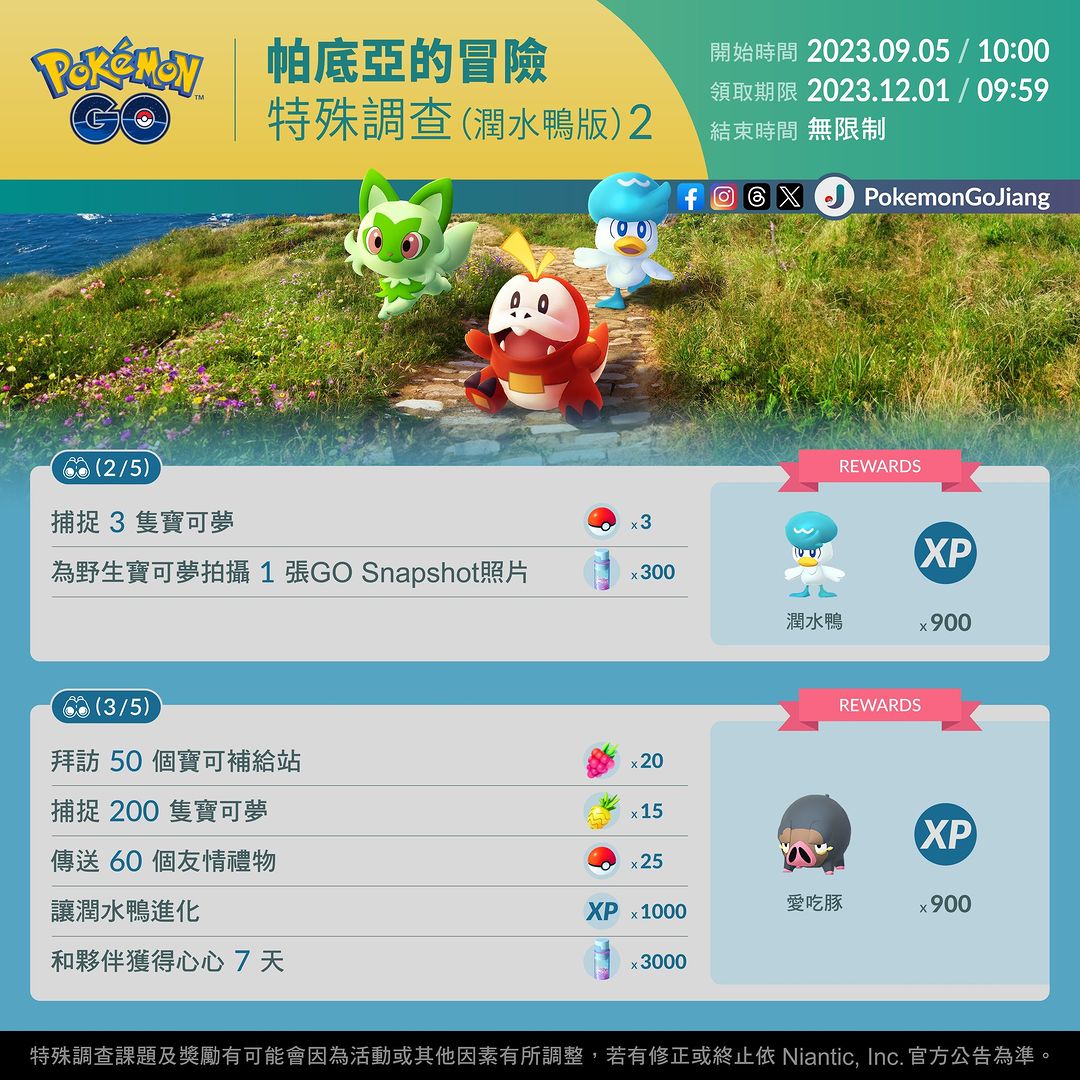 POKéMON
GO
TM
帕底亞的冒險
特殊調查(潤水鴨版)2
開始時間 2023.09.05 / 10:00
領取期限 2023.12.01 / 09:59
結束時間 無限制
PokemonGoJiang
(2/5)
REWARDS
捕捉 3 隻寶可夢 x3
為野生寶可夢拍攝 1 張GO Snapshot照片 x300
XP
潤水鴨 x900
(3/5)
REWARDS
拜訪 50 個寶可補給站 x20
捕捉 200 隻寶可夢 x15
傳送 60 個友情禮物 x25
讓潤水鴨進化 XP x1000
和夥伴獲得心心 7 天 x3000
XP
愛吃豚 x900
特殊調查課題及獎勵有可能會因為活動或其他因素有所調整，若有修正或終止依 Niantic, Inc. 官方公告為準。